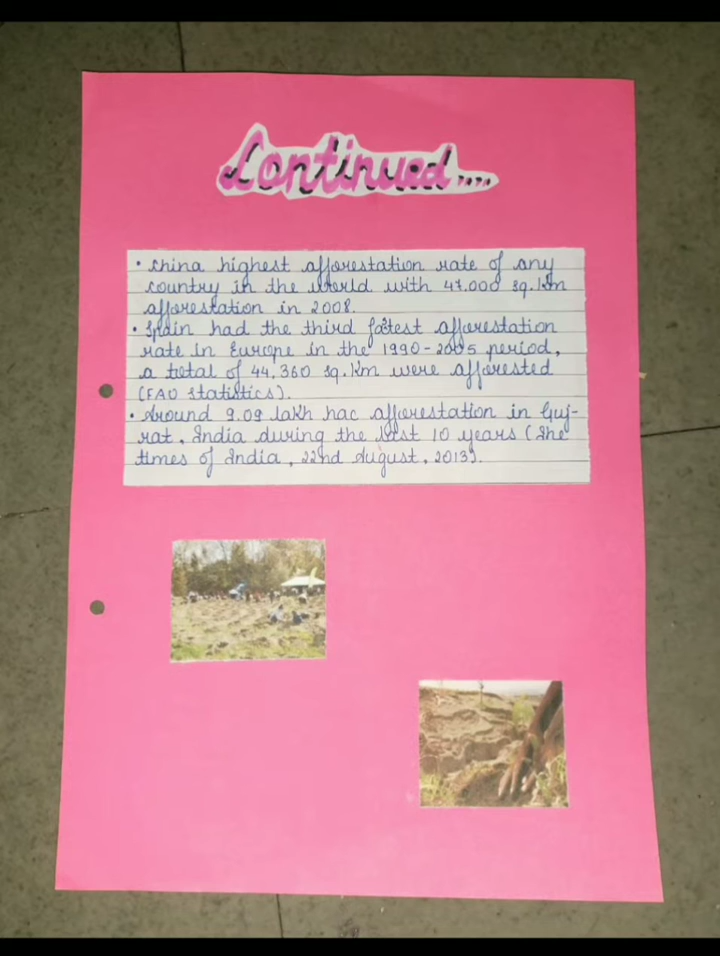 Continued....
• China highest afforestation rate of any
country in the world with 47.000 sq.km
afforestation in 2008.
• Spain had the third fastest afforestation
rate in Europe in the 1990-2005 period,
a total of 44,360 sq.km were afforested
(FAO statistics).
• Around 9.09 lakh hac afforestation in Guj-
rat, India during the last 10 years (The
times of India, 22nd August, 2013).